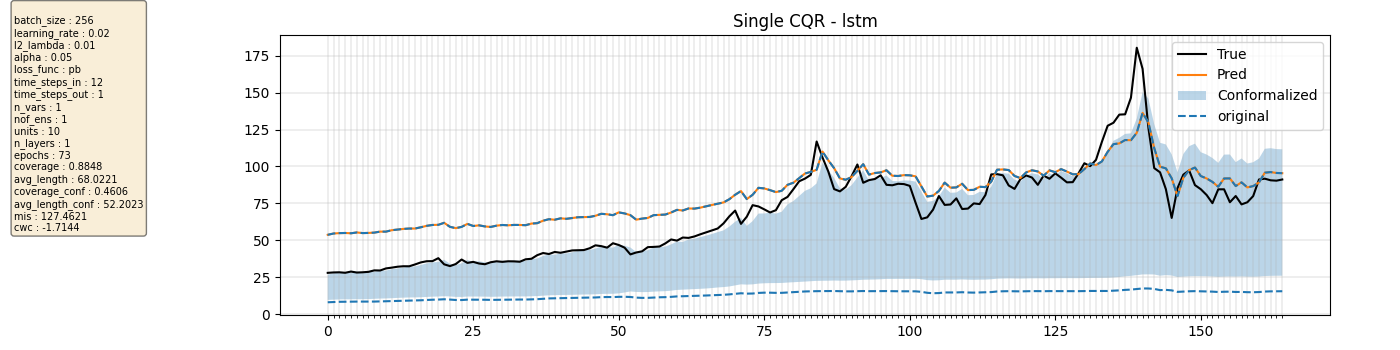 batch_size : 256
learning_rate : 0.02
l2_lambda : 0.01
alpha : 0.05
loss_func : pb
time_steps_in : 12
time_steps_out : 1
n_vars : 1
nof_ens : 1
units : 10
n_layers : 1
epochs : 73
coverage : 0.8848
avg_length : 68.0221
coverage_conf : 0.4606
avg_length_conf : 52.2023
mis : 127.4621
cwc : -1.7144
Single CQR - lstm
175
150
125
100
75
50
25
0
0 25 50 75 100 125 150
True
Pred
Conformalized
original